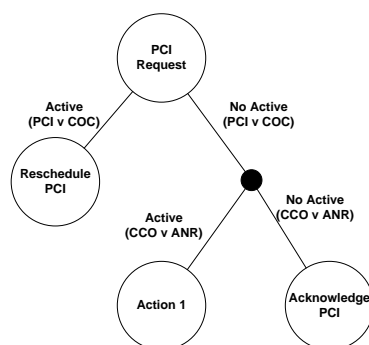 PCI
Request
Active
(PCI v COC)
No Active
(PCI v COC)
Reschedule
PCI
Active
(CCO v ANR)
No Active
(CCO v ANR)
Action 1
Acknowledge
PCI